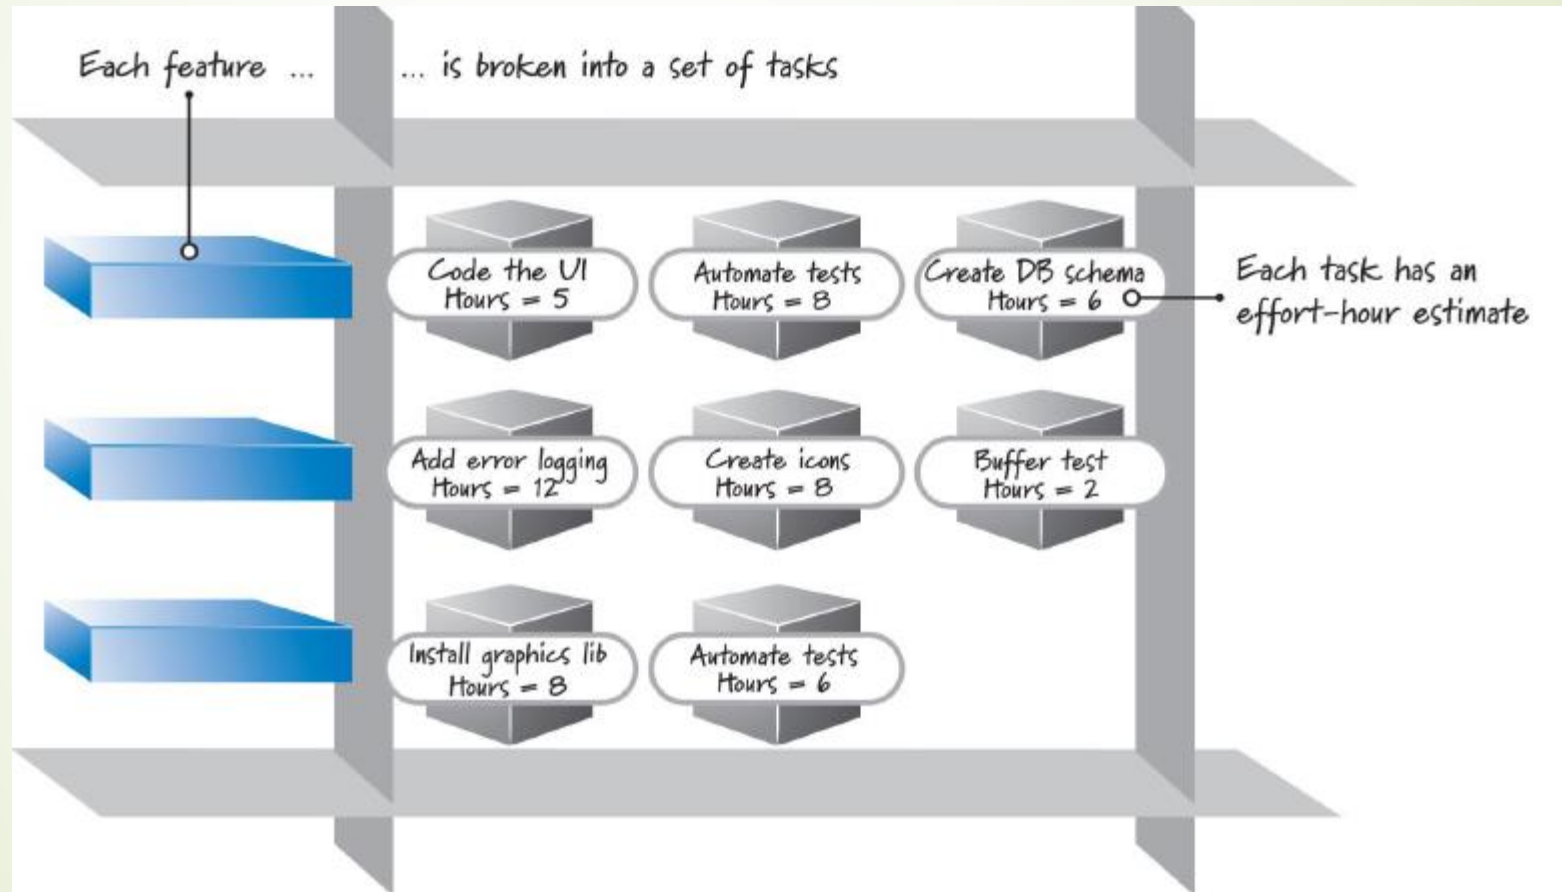 Each feature ...
... is broken into a set of tasks
Code the UI
Hours = 5
Automate tests
Hours = 8
Create DB schema
Hours = 6
Each task has an
effort-hour estimate
Add error logging
Hours = 12
Create icons
Hours = 8
Buffer test
Hours = 2
Install graphics lib
Hours = 8
Automate tests
Hours = 6